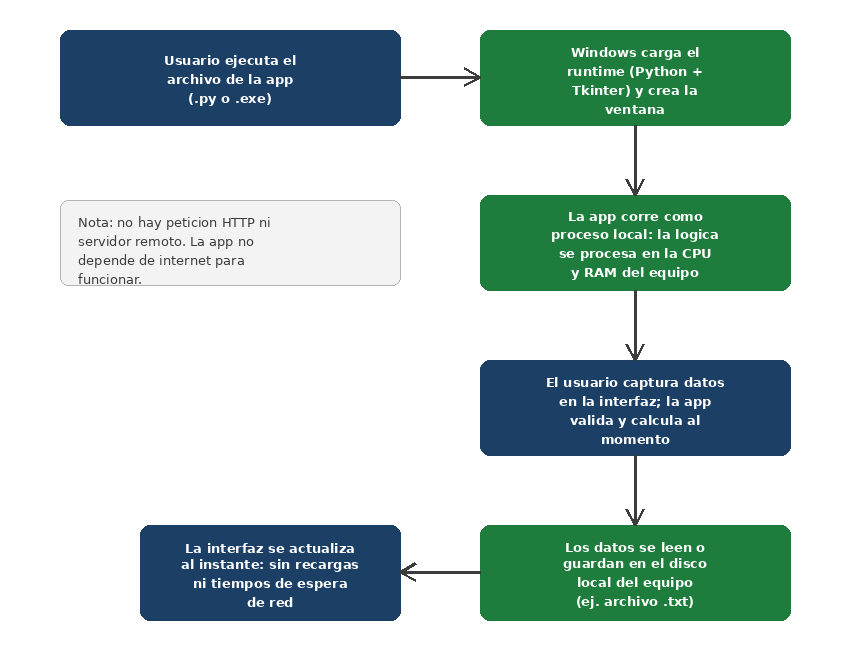 Usuario ejecuta el
archivo de la app
(.py o .exe)
Windows carga el
runtime (Python +
Tkinter) y crea la
ventana
Nota: no hay peticion HTTP ni
servidor remoto. La app no
depende de internet para
funcionar.
La app corre como
proceso local: la logica
se procesa en la CPU
y RAM del equipo
El usuario captura datos
en la interfaz; la app
valida y calcula al
momento
Los datos se leen o
guardan en el disco
local del equipo
(ej. archivo .txt)
La interfaz se actualiza
al instante: sin recargas
ni tiempos de espera
de red